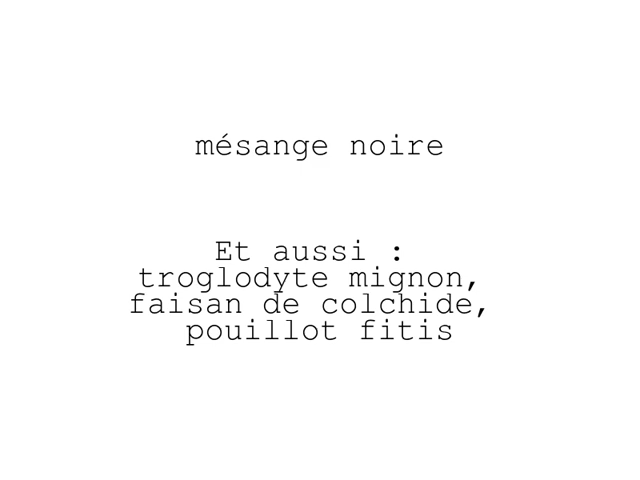 mésange noire
Et aussi :
troglodyte mignon,
faisan de colchide,
pouillot fitis